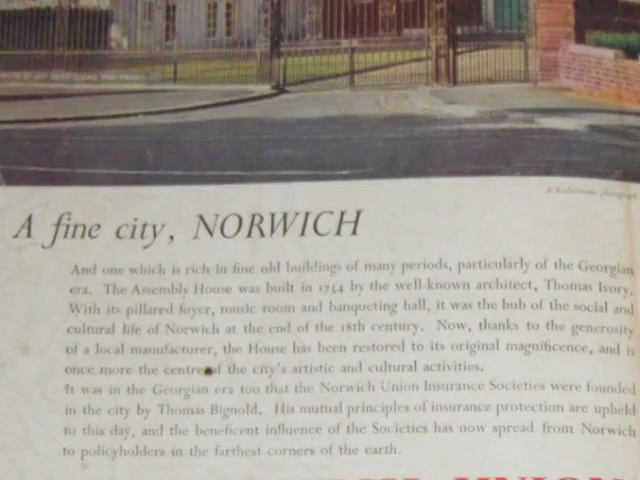 A photograph
A fine city, NORWICH
And one which is rich in fine old buildings of many periods, particularly of the Georgian
era. The Assembly House was built in 1754 by the well-known architect, Thomas Ivory.
With its pillared foyer, music room and banqueting hall, it was the hub of the social and
cultural life of Norwich at the end of the 18th century. Now, thanks to the generosity
of a local manufacturer, the House has been restored to its original magnificence, and is
once more the centre of the city's artistic and cultural activities.
It was in the Georgian era too that the Norwich Union Insurance Societies were founded
in the city by Thomas Bignold. His mutual principles of insurance protection are upheld
to this day, and the beneficent influence of the Societies has now spread from Norwich
to policyholders in the farthest corners of the earth.
UNION